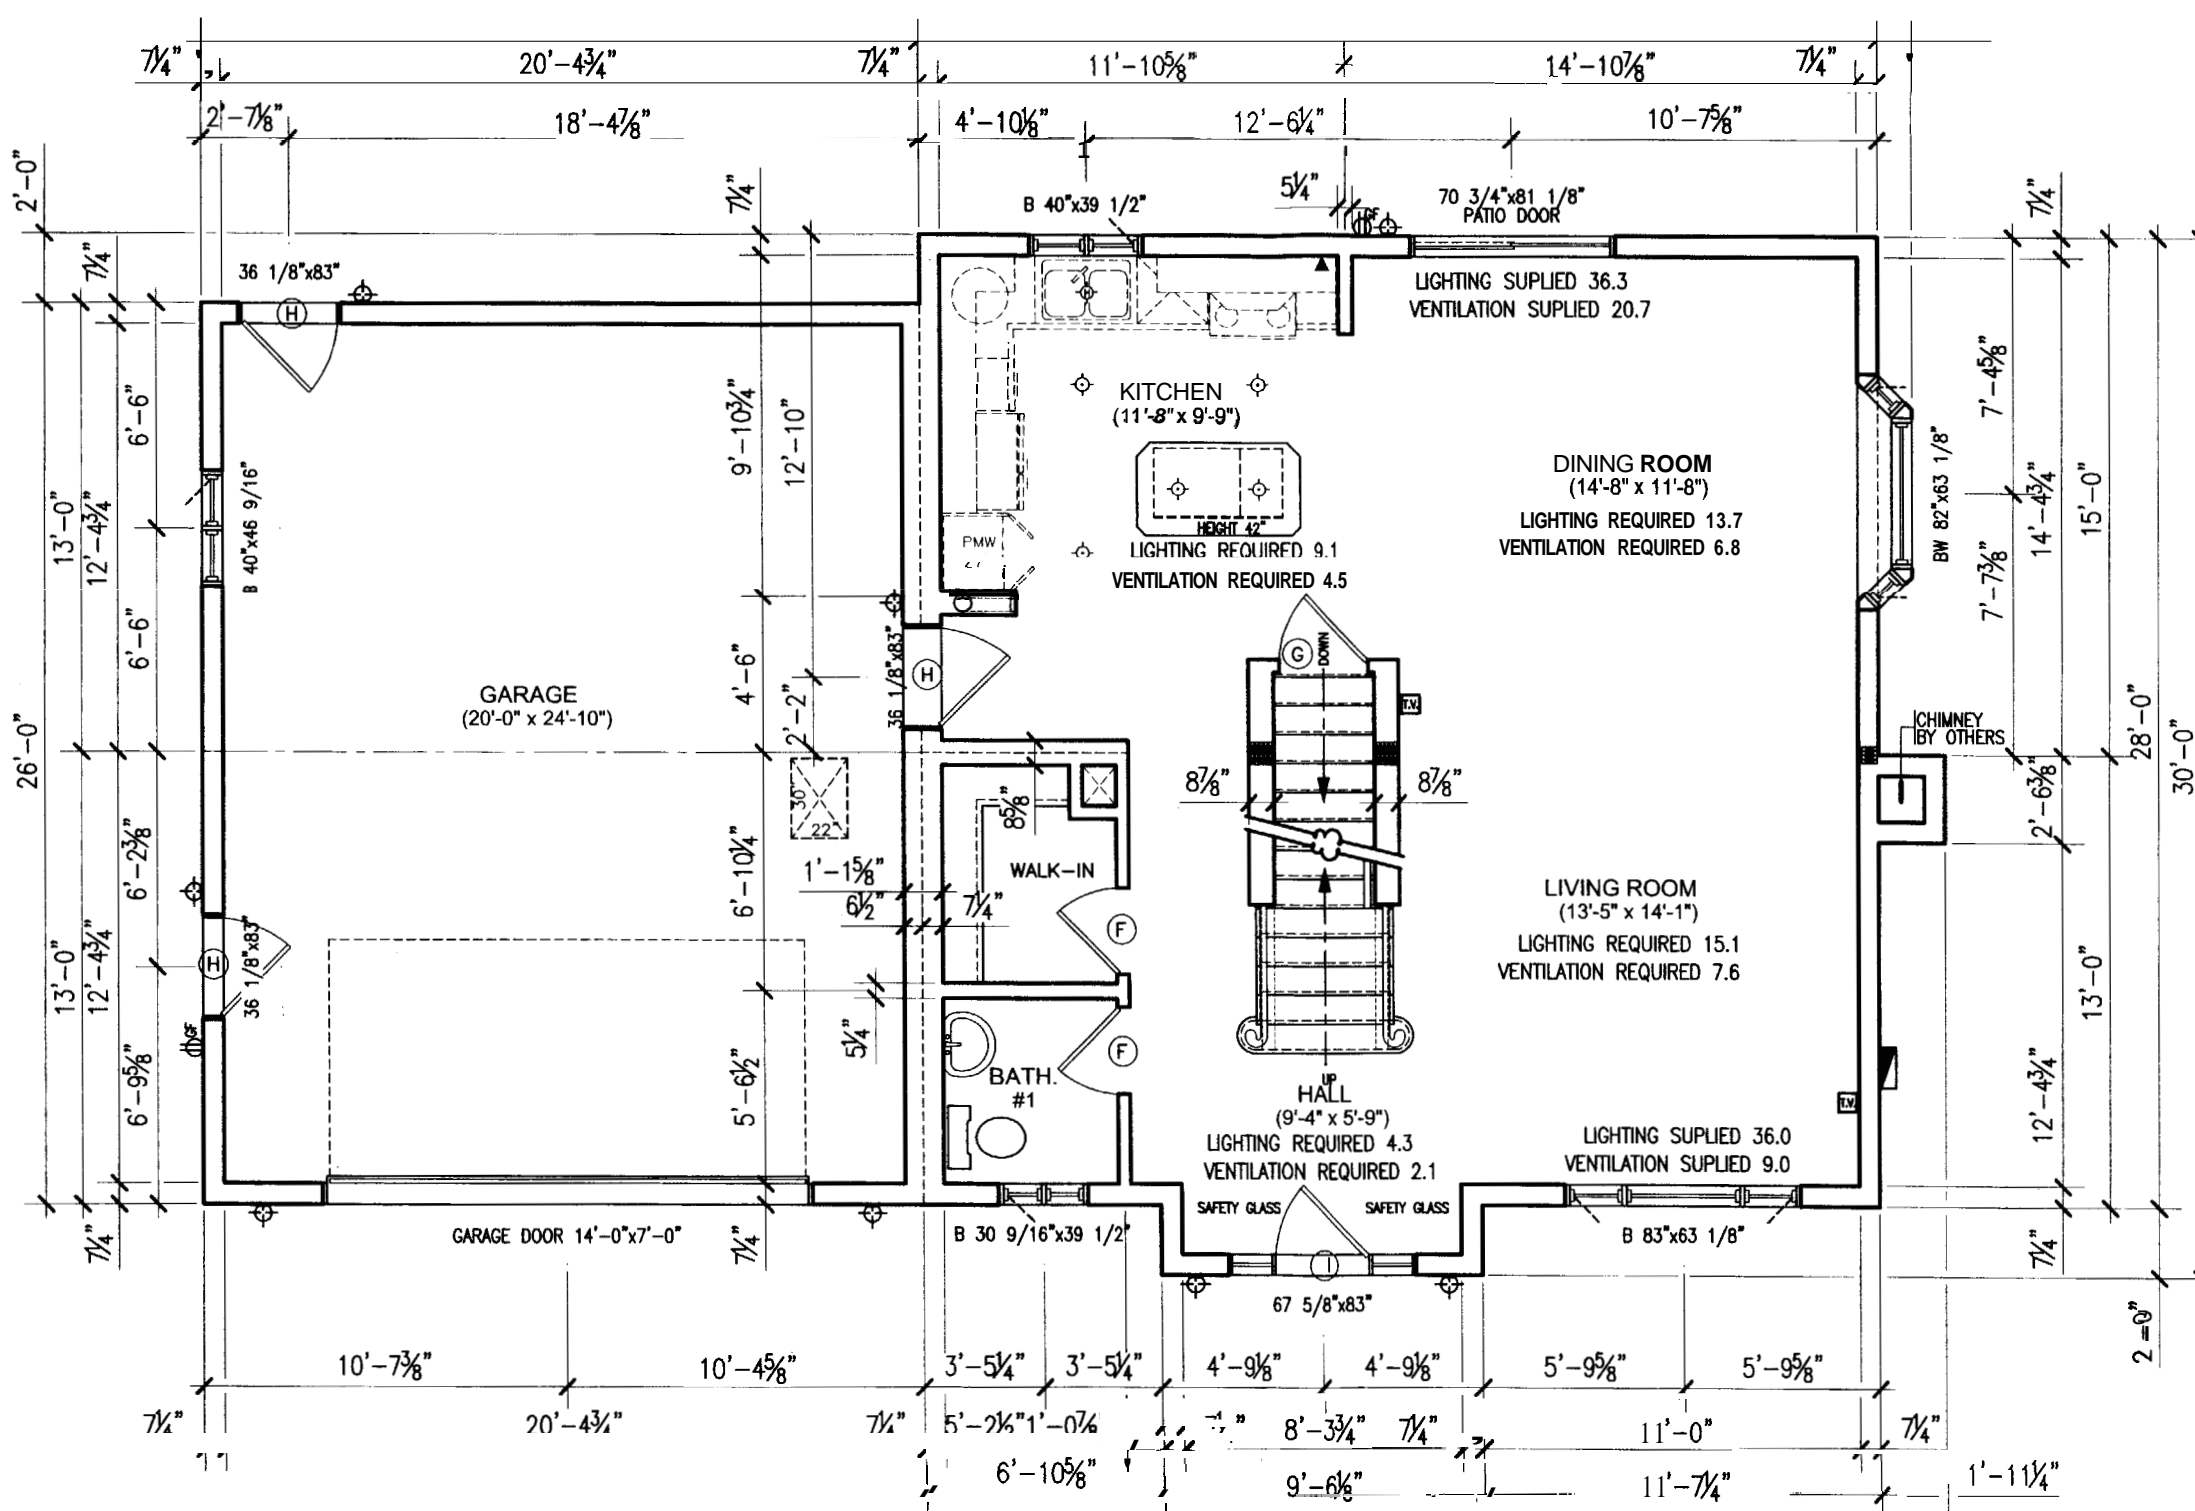 7¼"
20'-4¾"
7¼"
11'-10⅝"
14'-10⅞"
7¼"
2'-7⅛"
18'-4⅞"
4'-10⅛"
12'-6¼"
10'-7⅝"
2'-0"
7¼"
7¼"
5¼"
7¼"
B 40"x39 1/2"
70 3/4"x81 1/8"
PATIO DOOR
GF
36 1/8"x83"
H
LIGHTING SUPLIED 36.3
VENTILATION SUPLIED 20.7
KITCHEN
(11'-8" x 9'-9")
HEIGHT 42"
LIGHTING REQUIRED 9.1
VENTILATION REQUIRED 4.5
PMW
DINING ROOM
(14'-8" x 11'-8")
LIGHTING REQUIRED 13.7
VENTILATION REQUIRED 6.8
BW 82"x63 1/8"
7'-4⅝"
7'-7⅜"
14'-4¾"
15'-0"
28'-0"
30'-0"
6'-6"
13'-0"
12'-4¾"
B 40"x46 9/16"
9'-10¾"
12'-10"
6'-6"
4'-6"
2'-2"
36 1/8"x83"
H
G
DOWN
T.V.
GARAGE
(20'-0" x 24'-10")
26'-0"
CHIMNEY
BY OTHERS
2'-6⅜"
30"
22"
8⅝"
8⅞"
8⅞"
6'-2⅜"
6'-10¼"
1'-1⅝"
6½"
7¼"
WALK-IN
F
LIVING ROOM
(13'-5" x 14'-1")
LIGHTING REQUIRED 15.1
VENTILATION REQUIRED 7.6
13'-0"
12'-4¾"
H
36 1/8"x83"
GF
5¼"
13'-0"
6'-9⅝"
5'-6½"
F
BATH.
#1
UP
HALL
(9'-4" x 5'-9")
LIGHTING REQUIRED 4.3
VENTILATION REQUIRED 2.1
T.V.
12'-4¾"
LIGHTING SUPLIED 36.0
VENTILATION SUPLIED 9.0
SAFETY GLASS
SAFETY GLASS
7¼"
GARAGE DOOR 14'-0"x7'-0"
7¼"
B 30 9/16"x39 1/2"
I
B 83"x63 1/8"
7¼"
67 5/8"x83"
2'-0"
10'-7⅜"
10'-4⅝"
3'-5¼"
3'-5¼"
4'-9⅛"
4'-9⅛"
5'-9⅝"
5'-9⅝"
7¼"
20'-4¾"
7¼"
5'-2½"
1'-0⅞
8'-3¾"
7¼"
11'-0"
7¼"
6'-10⅝"
9'-6⅛"
11'-7¼"
1'-11¼"